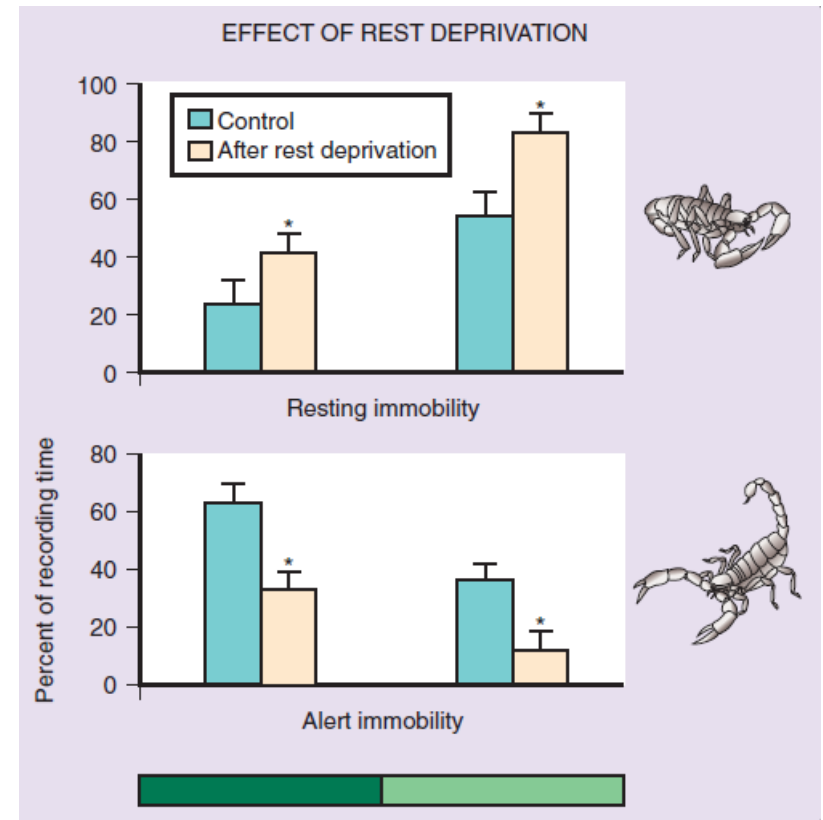 EFFECT OF REST DEPRIVATION
100
80
60
40
20
0
Control
After rest deprivation
*
*
Resting immobility
Percent of recording time
80
60
40
20
0
*
*
Alert immobility